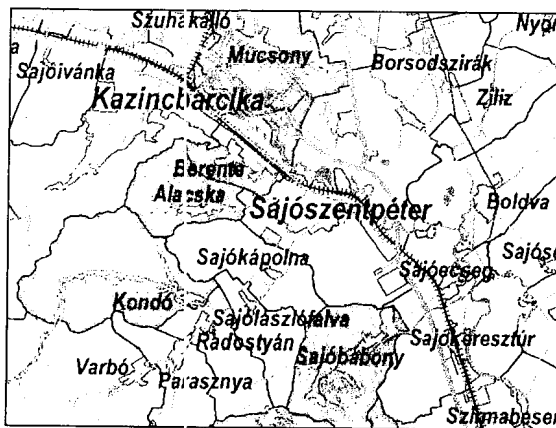 Szuhakálló
Mucsony
Borsodszirák
Sajóivánka
Kazincbarcika
Ziliz
Berente
Alacska
Sajószentpéter
Boldva
Sajókápolna
Sajóecseg
Kondó
Sajólászlófalva
Radostyán
Sajóbábony
Sajókeresztúr
Varbó
Parasznya